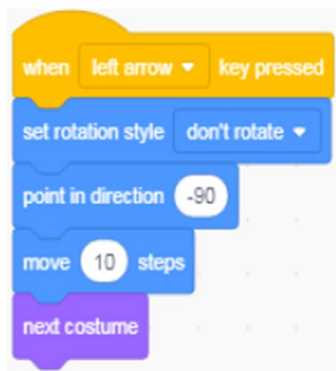 when left arrow key pressed
set rotation style don't rotate
point in direction -90
move 10 steps
next costume